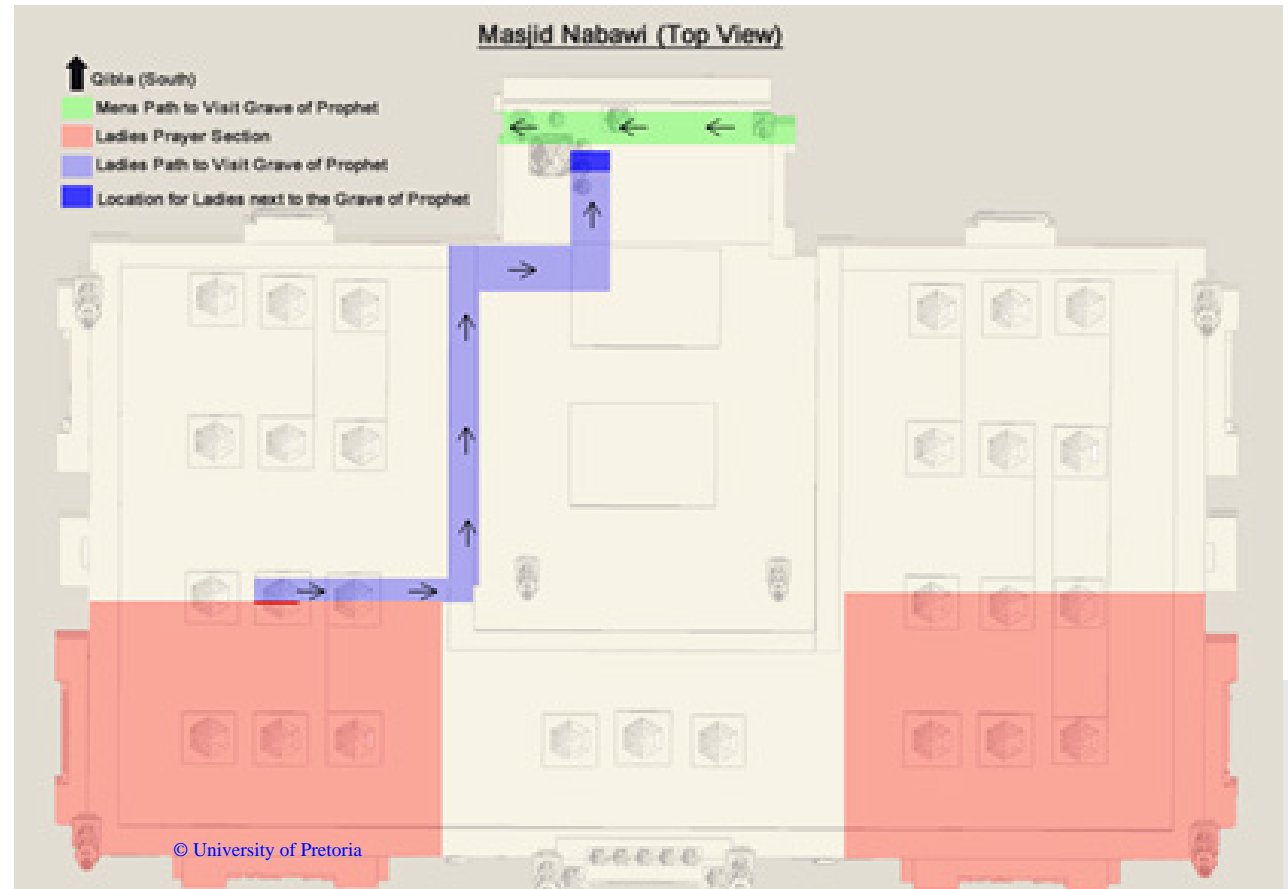 Masjid Nabawi (Top View)
Qibla (South)
Mens Path to Visit Grave of Prophet
Ladies Prayer Section
Ladies Path to Visit Grave of Prophet
Location for Ladies next to the Grave of Prophet
© University of Pretoria